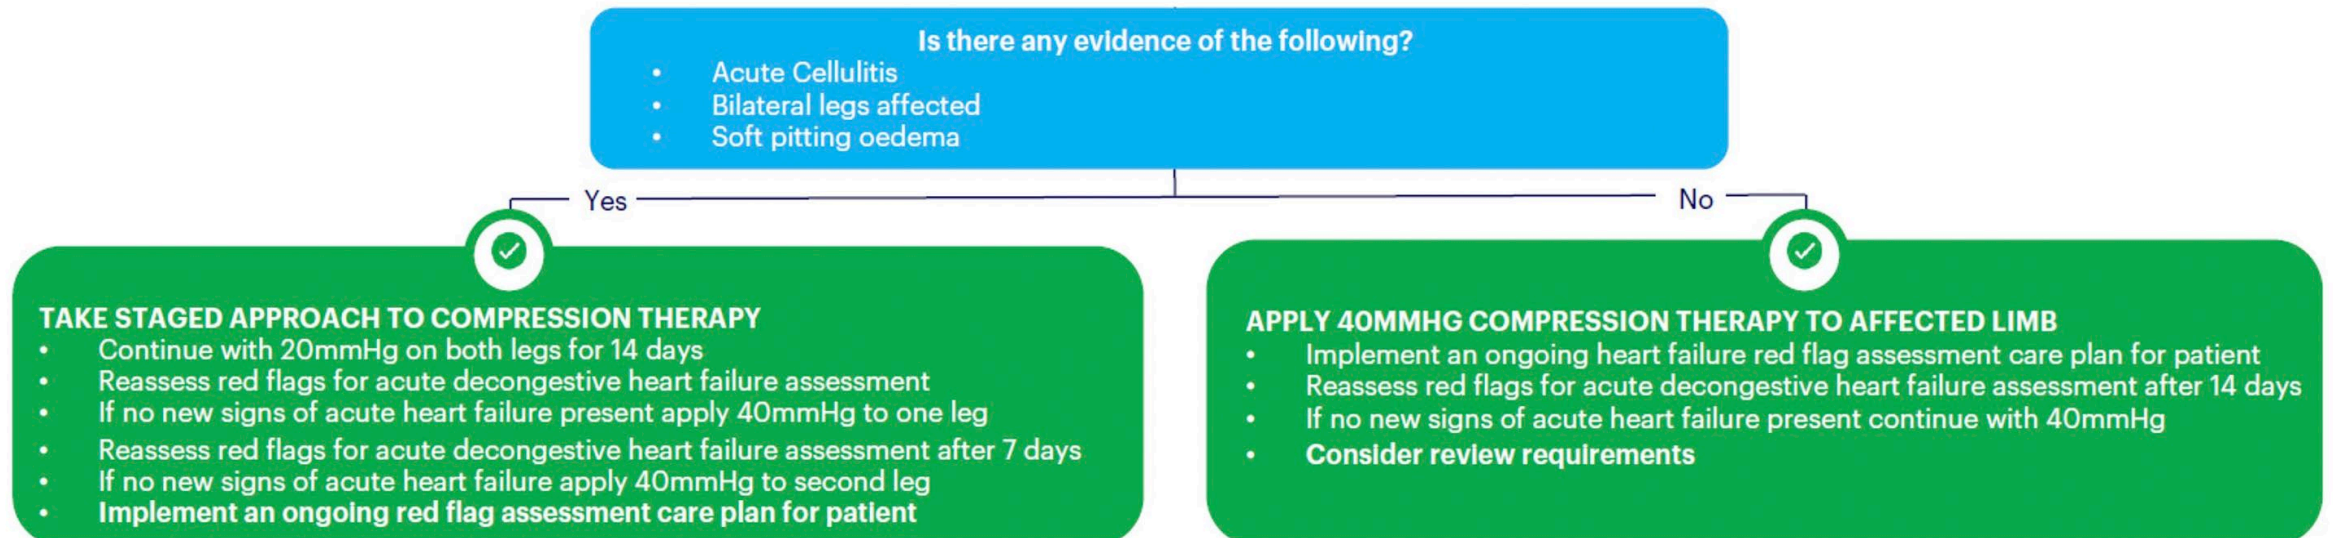 Is there any evidence of the following?
• Acute Cellulitis
• Bilateral legs affected
• Soft pitting oedema
Yes
No
TAKE STAGED APPROACH TO COMPRESSION THERAPY
• Continue with 20mmHg on both legs for 14 days
• Reassess red flags for acute decongestive heart failure assessment
• If no new signs of acute heart failure present apply 40mmHg to one leg
• Reassess red flags for acute decongestive heart failure assessment after 7 days
• If no new signs of acute heart failure apply 40mmHg to second leg
• Implement an ongoing red flag assessment care plan for patient
APPLY 40MMHG COMPRESSION THERAPY TO AFFECTED LIMB
• Implement an ongoing heart failure red flag assessment care plan for patient
• Reassess red flags for acute decongestive heart failure assessment after 14 days
• If no new signs of acute heart failure present continue with 40mmHg
• Consider review requirements